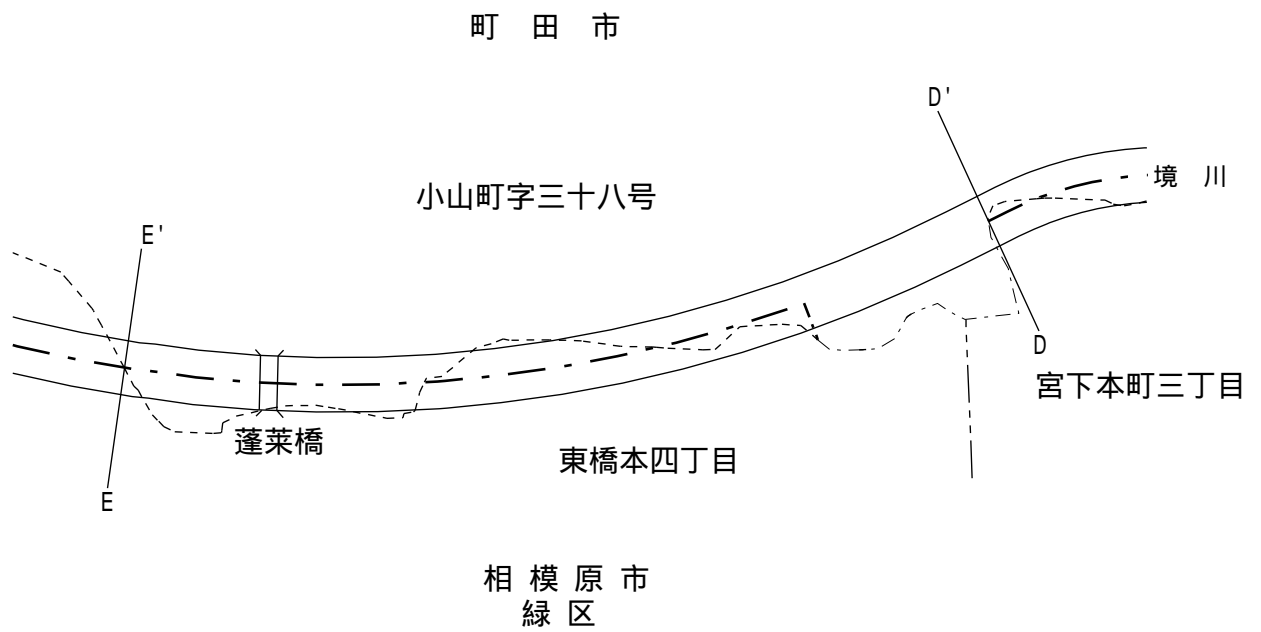 町 田 市
D'
境 川
小山町字三十八号
E'
D
宮下本町三丁目
蓬莱橋
東橋本四丁目
E
相 模 原 市
緑 区